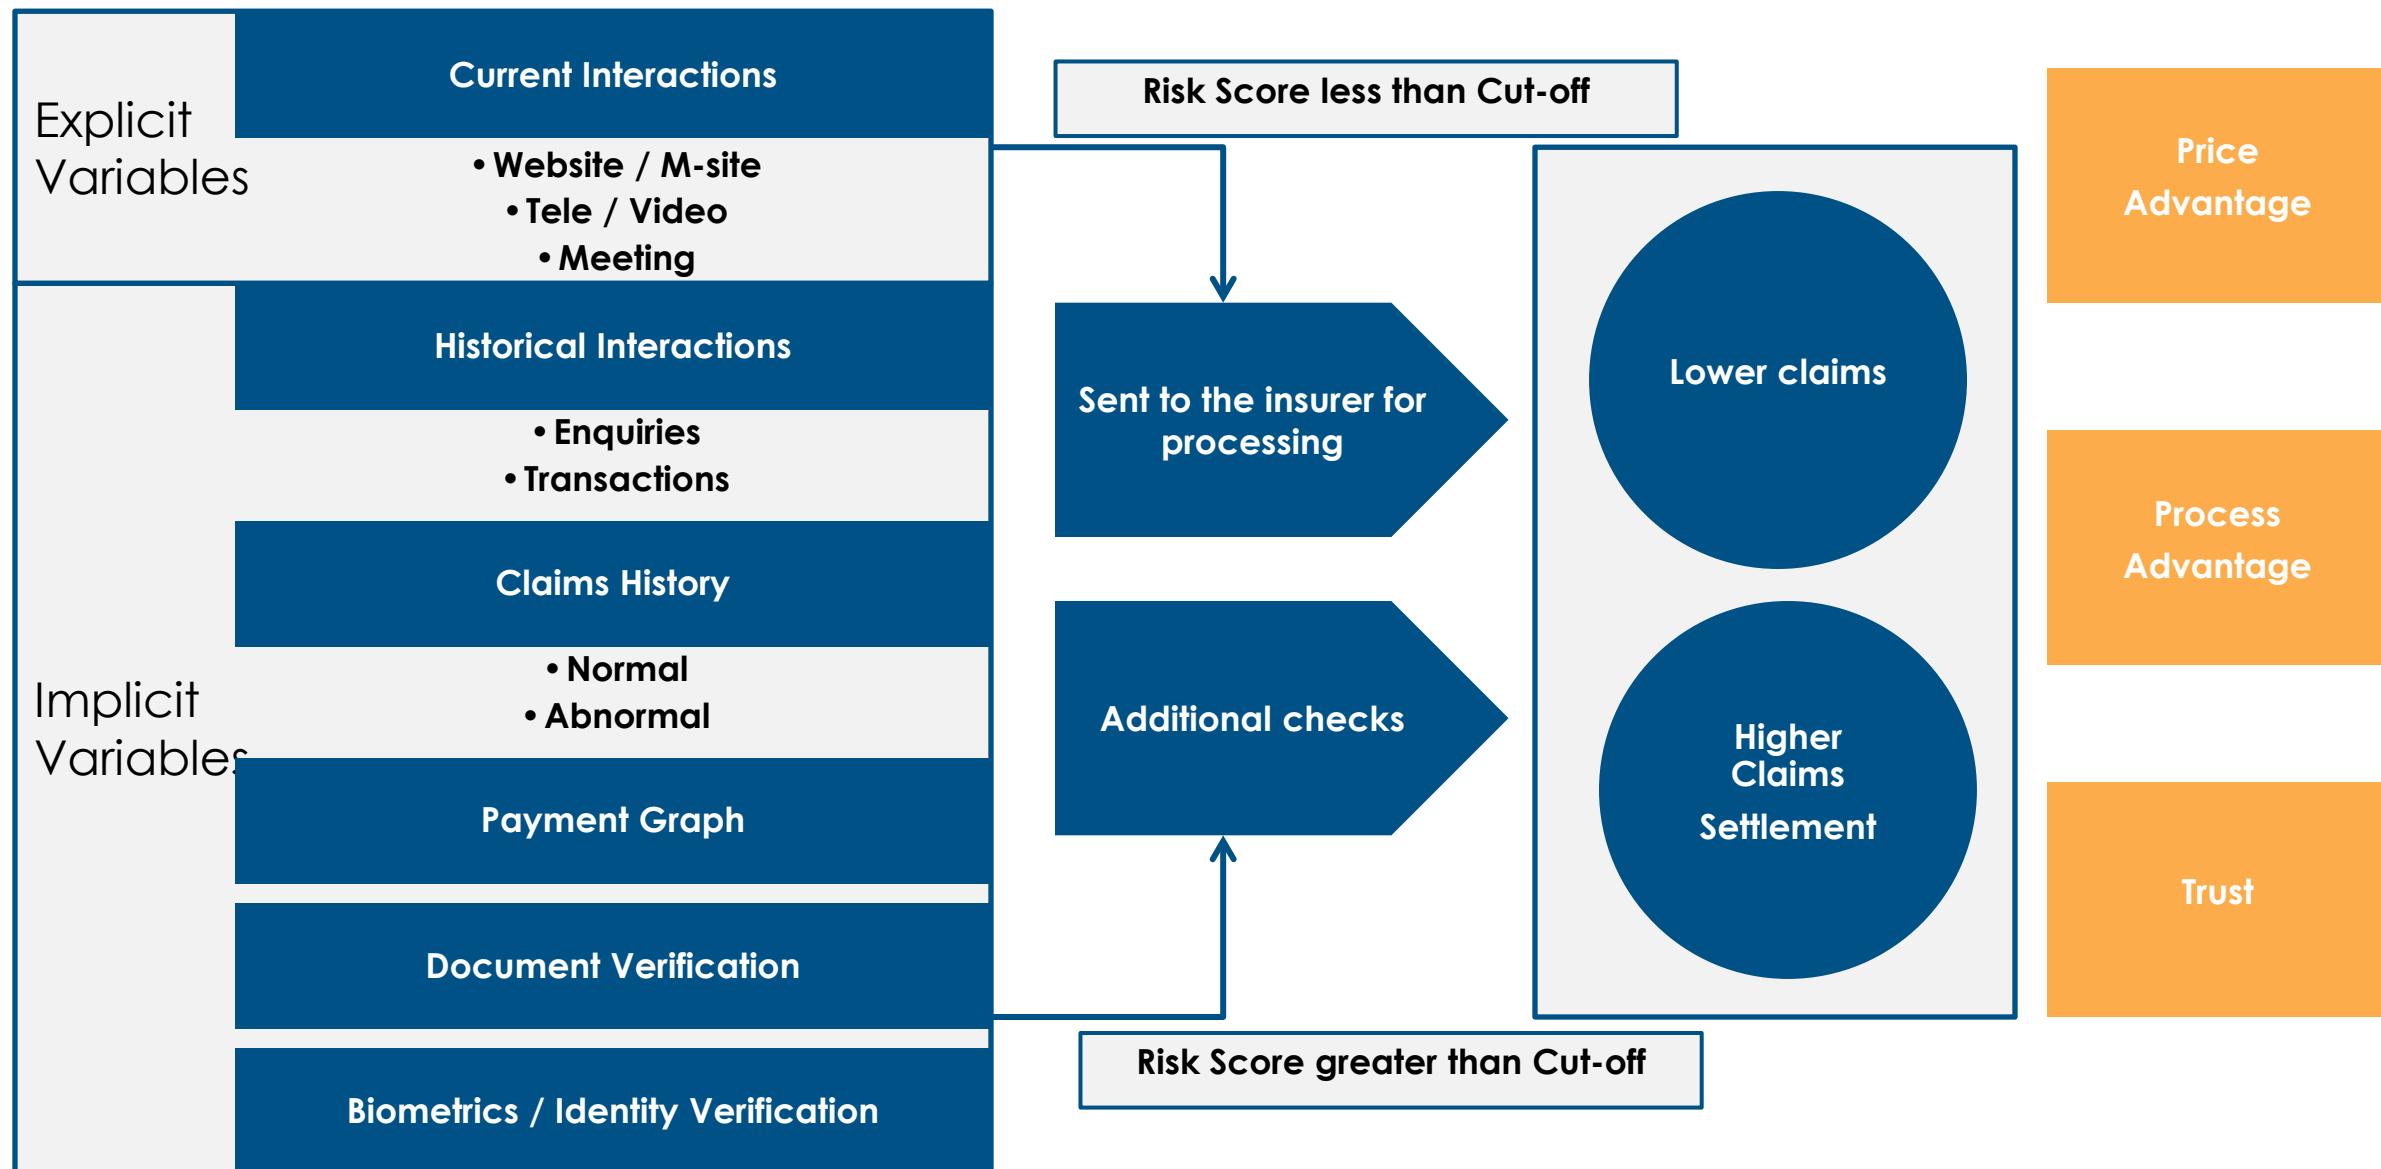 Explicit
Variables
Current Interactions
•Website / M-site
•Tele / Video
•Meeting
Implicit
Variables
Historical Interactions
•Enquiries
•Transactions
Claims History
•Normal
•Abnormal
Payment Graph
Document Verification
Biometrics / Identity Verification
Risk Score less than Cut-off
Sent to the insurer for
processing
Additional checks
Risk Score greater than Cut-off
Lower claims
Higher
Claims
Settlement
Price
Advantage
Process
Advantage
Trust